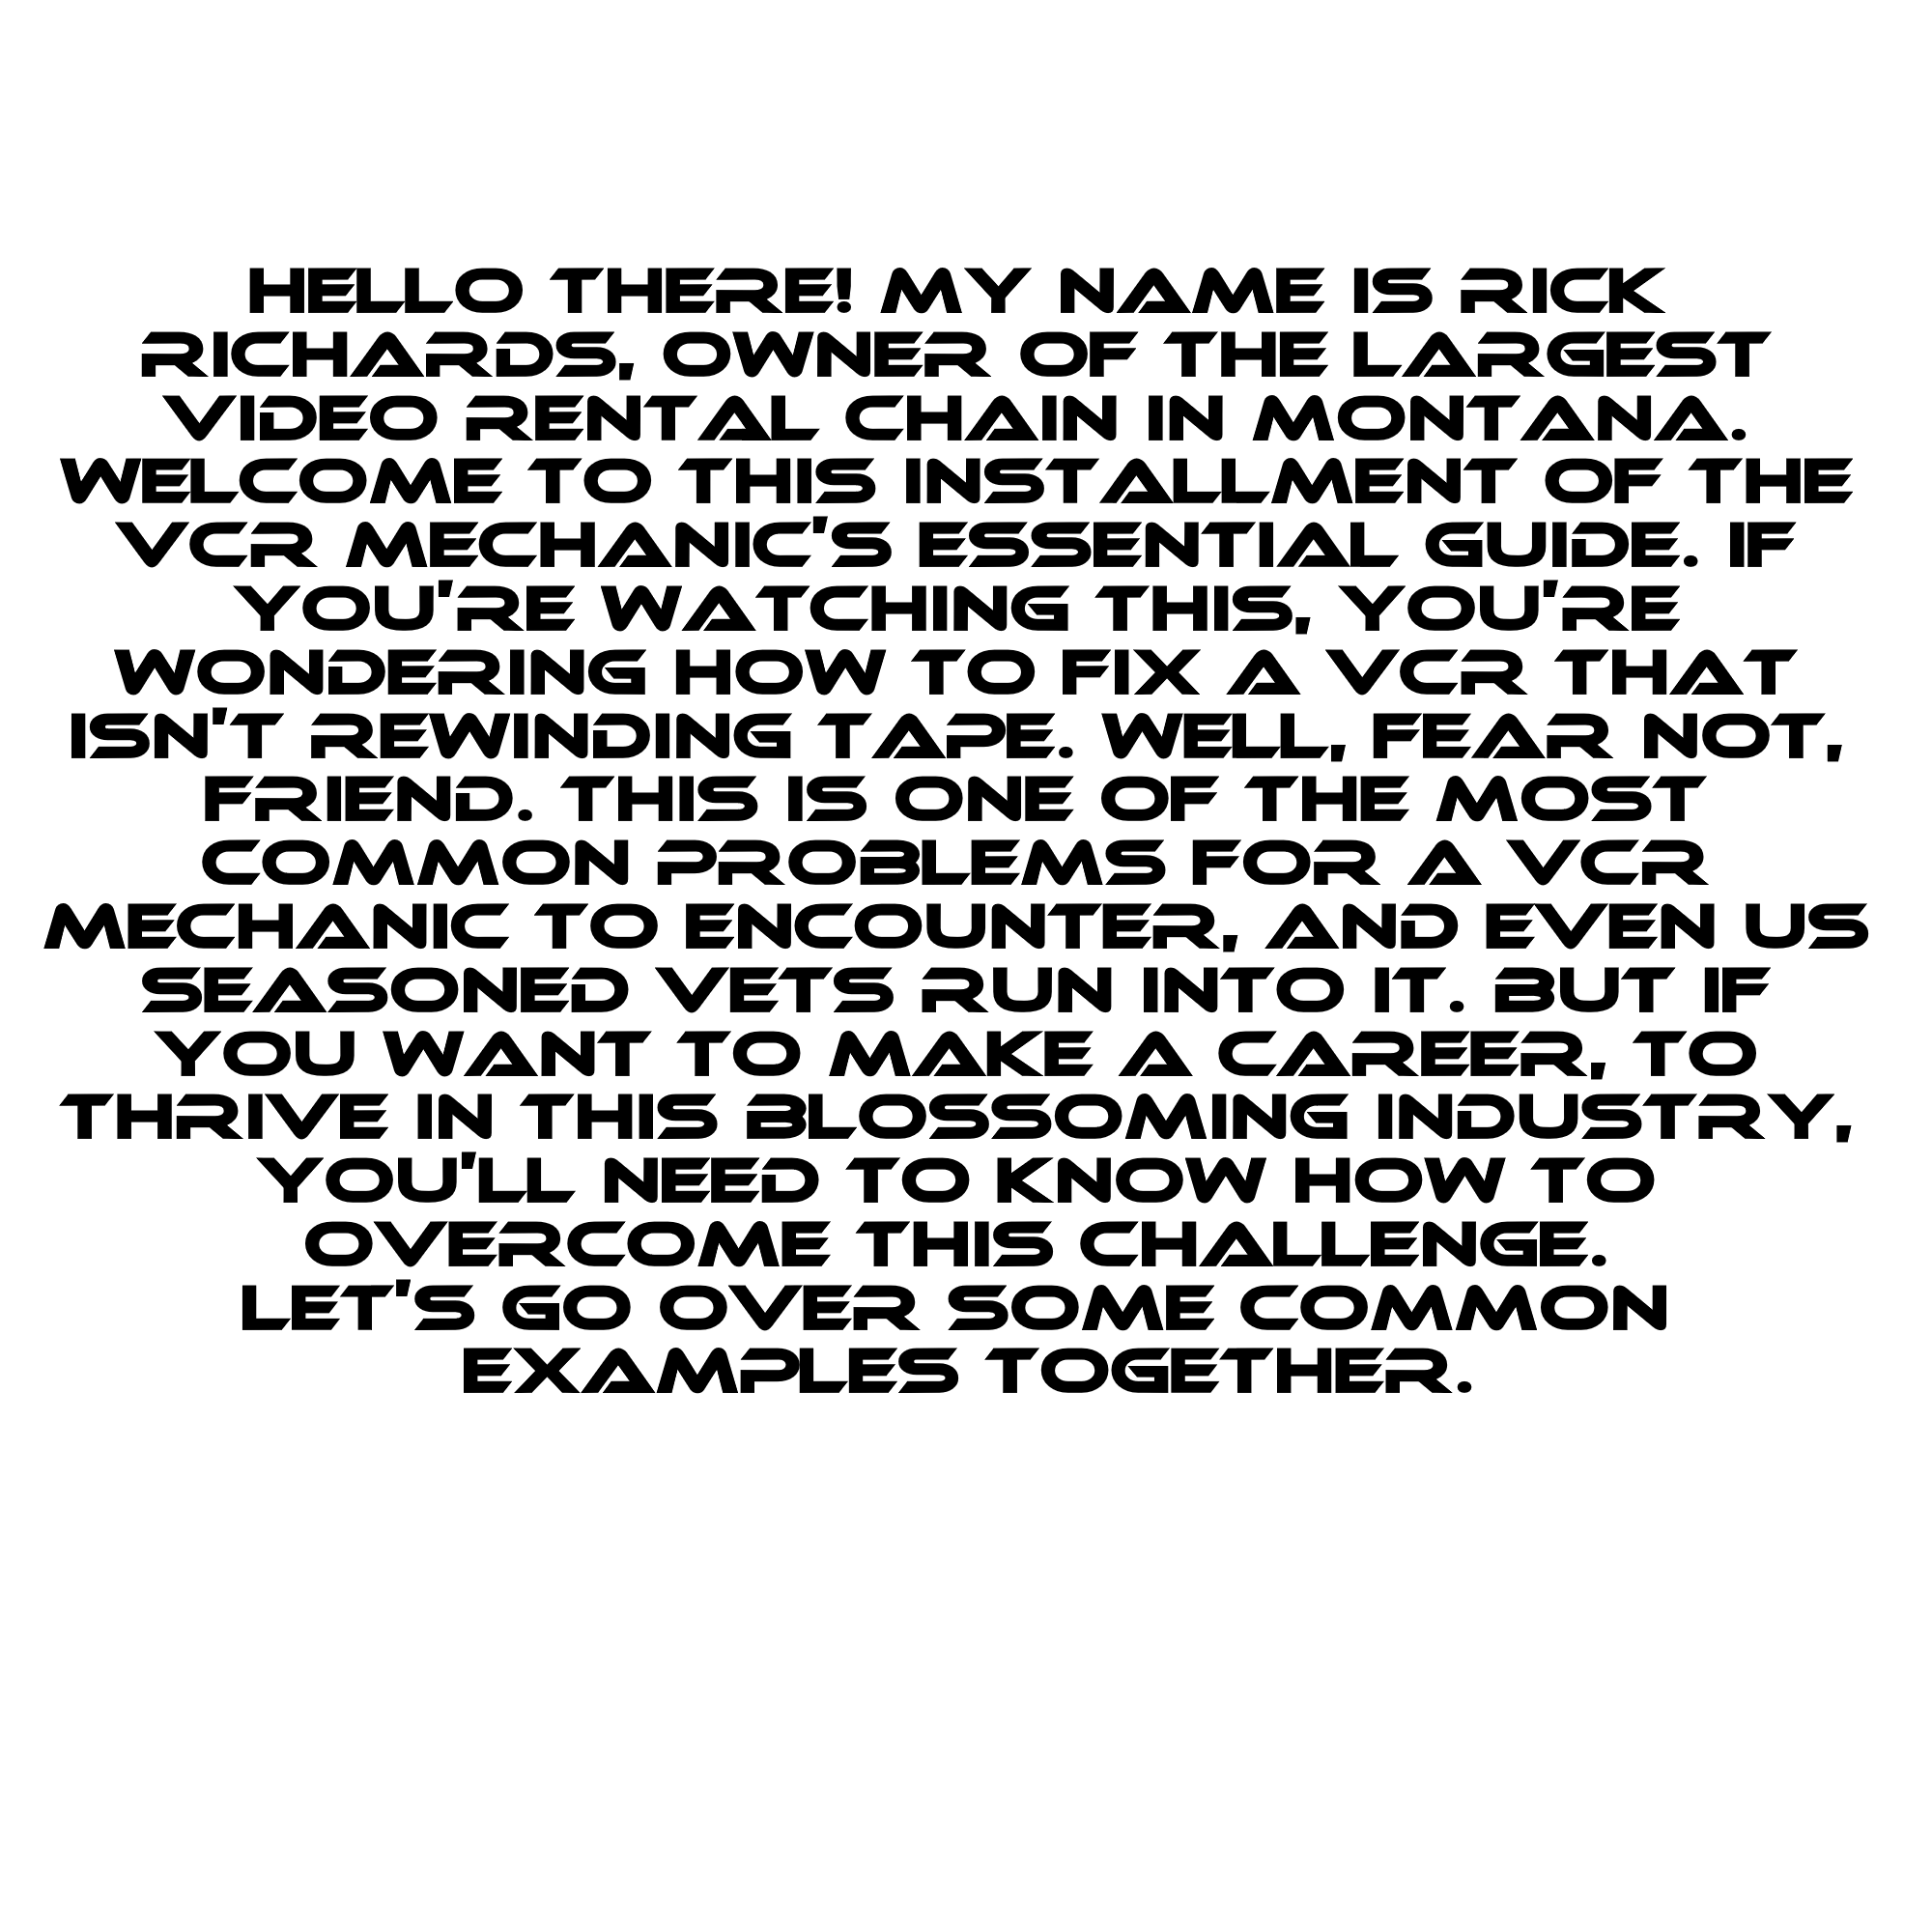 HELLO THERE! MY NAME IS RICK
RICHARDS, OWNER OF THE LARGEST
VIDEO RENTAL CHAIN IN MONTANA.
WELCOME TO THIS INSTALLMENT OF THE
VCR MECHANIC'S ESSENTIAL GUIDE. IF
YOU'RE WATCHING THIS, YOU'RE
WONDERING HOW TO FIX A VCR THAT
ISN'T REWINDING TAPE. WELL, FEAR NOT,
FRIEND. THIS IS ONE OF THE MOST
COMMON PROBLEMS FOR A VCR
MECHANIC TO ENCOUNTER, AND EVEN US
SEASONED VETS RUN INTO IT. BUT IF
YOU WANT TO MAKE A CAREER, TO
THRIVE IN THIS BLOSSOMING INDUSTRY,
YOU'LL NEED TO KNOW HOW TO
OVERCOME THIS CHALLENGE.
LET'S GO OVER SOME COMMON
EXAMPLES TOGETHER.